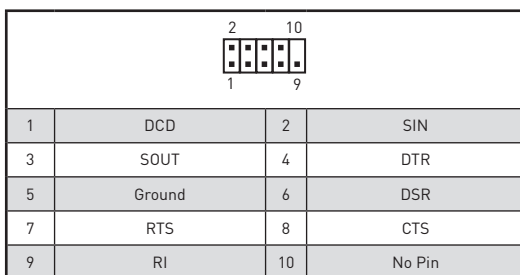 2 10
1 9
1 DCD 2 SIN
3 SOUT 4 DTR
5 Ground 6 DSR
7 RTS 8 CTS
9 RI 10 No Pin